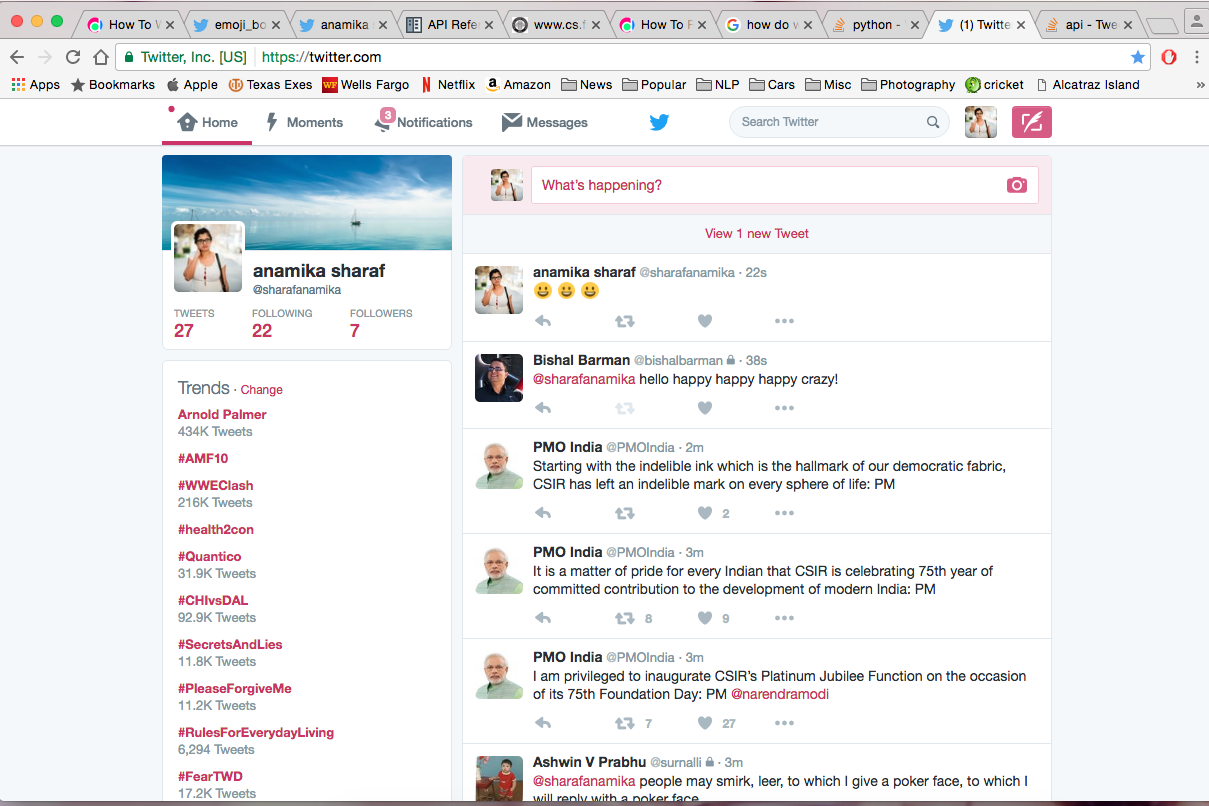 How To W
emoji_bo
anamika
API Refer
www.cs.f
How To F
how do w
python -
(1) Twitte
api - Twe
Twitter, Inc. [US] https://twitter.com
Apps Bookmarks Apple Texas Exes Wells Fargo Netflix Amazon News Popular NLP Cars Misc Photography cricket Alcatraz Island »
Home Moments 3 Notifications Messages Search Twitter
anamika sharaf
@sharafanamika
TWEETS FOLLOWING FOLLOWERS
27 22 7
Trends · Change
Arnold Palmer
434K Tweets
#AMF10
#WWEClash
216K Tweets
#health2con
#Quantico
31.9K Tweets
#CHIvsDAL
92.9K Tweets
#SecretsAndLies
11.8K Tweets
#PleaseForgiveMe
11.2K Tweets
#RulesForEverydayLiving
6,294 Tweets
#FearTWD
17.2K Tweets
What's happening?
View 1 new Tweet
anamika sharaf @sharafanamika · 22s
😀 😀 😀
Bishal Barman @bishalbarman · 38s
@sharafanamika hello happy happy happy crazy!
PMO India @PMOIndia · 2m
Starting with the indelible ink which is the hallmark of our democratic fabric,
CSIR has left an indelible mark on every sphere of life: PM
2
PMO India @PMOIndia · 3m
It is a matter of pride for every Indian that CSIR is celebrating 75th year of
committed contribution to the development of modern India: PM
8 9
PMO India @PMOIndia · 3m
I am privileged to inaugurate CSIR's Platinum Jubilee Function on the occasion
of its 75th Foundation Day: PM @narendramodi
7 27
Ashwin V Prabhu @surnalli · 3m
@sharafanamika people may smirk, leer, to which I give a poker face, to which I
will reply with a poker face